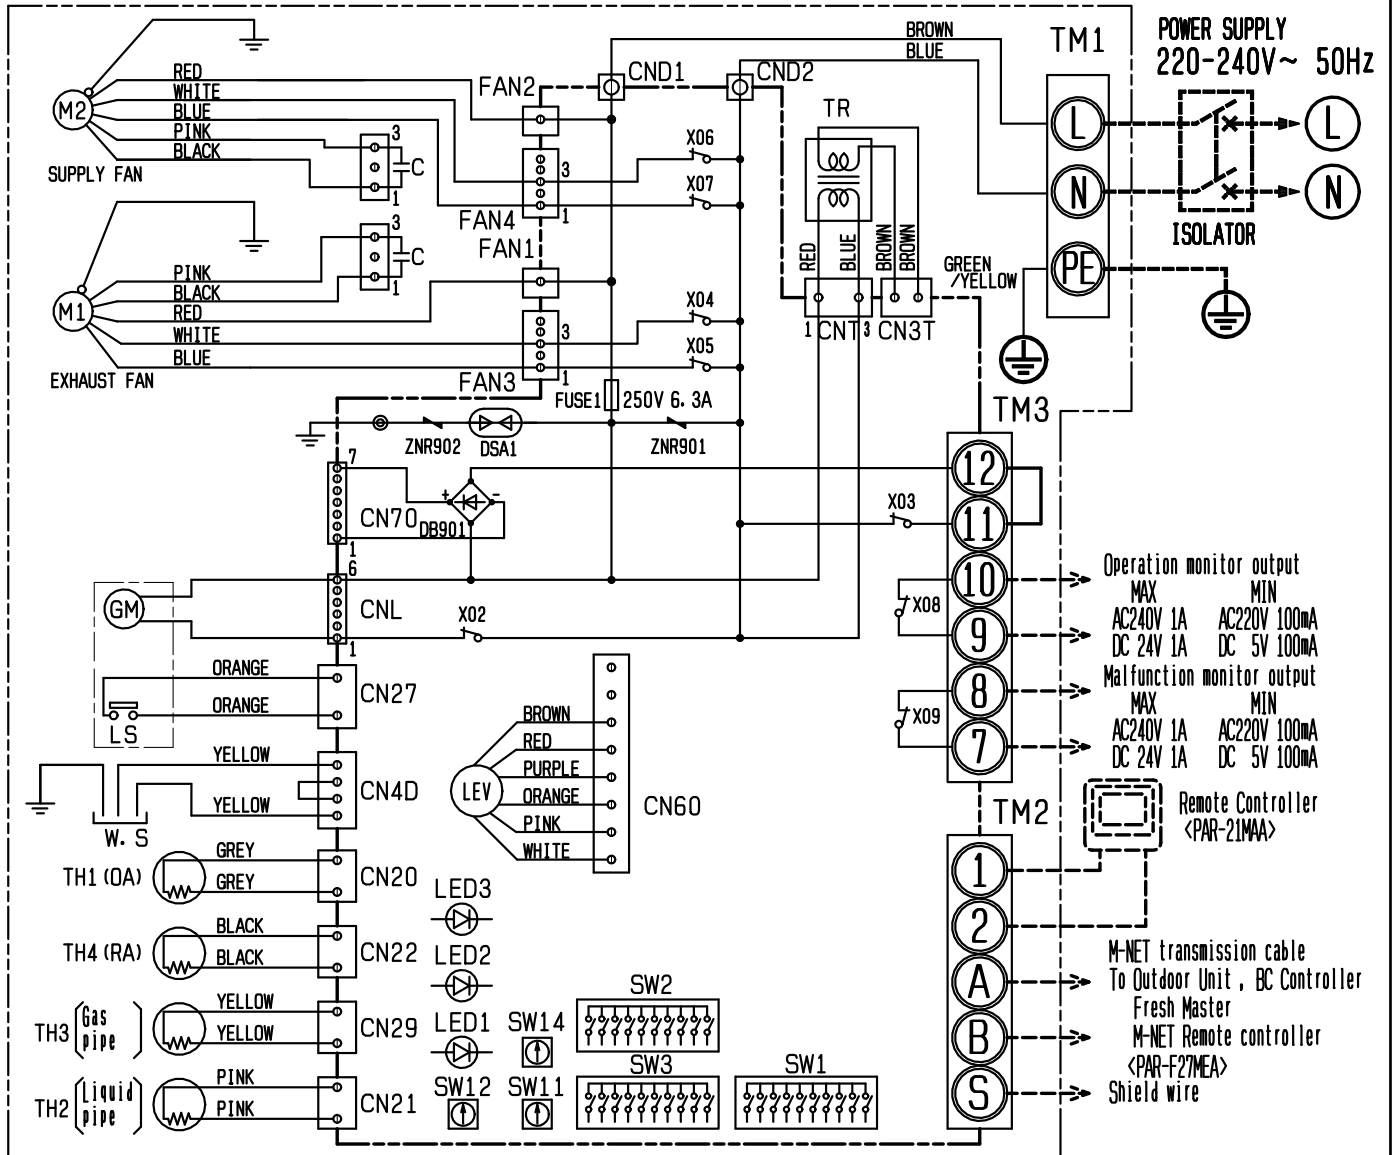 BROWN
BLUE
TM1
POWER SUPPLY
220-240V~ 50Hz
L
N
PE
L
N
ISOLATOR
M2
RED
WHITE
BLUE
PINK
BLACK
SUPPLY FAN
3
C
1
FAN2
CND1
CND2
3
1
FAN4
X06
X07
TR
RED
BLUE
BROWN
BROWN
GREEN
/YELLOW
1 CNT 3
CN3T
M1
PINK
BLACK
RED
WHITE
BLUE
EXHAUST FAN
3
C
1
FAN1
3
1
FAN3
X04
X05
FUSE1
250V 6.3A
ZNR902
DSA1
ZNR901
7
CN70
1
+
-
DB901
X03
TM3
12
11
10
9
8
7
X08
X09
Operation monitor output
MAX MIN
AC240V 1A AC220V 100mA
DC 24V 1A DC 5V 100mA
Malfunction monitor output
MAX MIN
AC240V 1A AC220V 100mA
DC 24V 1A DC 5V 100mA
GM
LS
6
CNL
1
X02
ORANGE
ORANGE
CN27
YELLOW
YELLOW
W. S
CN4D
LEV
BROWN
RED
PURPLE
ORANGE
PINK
WHITE
CN60
TM2
1
2
A
B
S
Remote Controller
<PAR-21MAA>
M-NET transmission cable
To Outdoor Unit , BC Controller
Fresh Master
M-NET Remote controller
<PAR-F27MEA>
Shield wire
TH1 (OA)
GREY
GREY
CN20
TH4 (RA)
BLACK
BLACK
CN22
TH3
Gas
pipe
YELLOW
YELLOW
CN29
TH2
Liquid
pipe
PINK
PINK
CN21
LED3
LED2
LED1
SW14
SW12
SW11
SW2
SW3
SW1